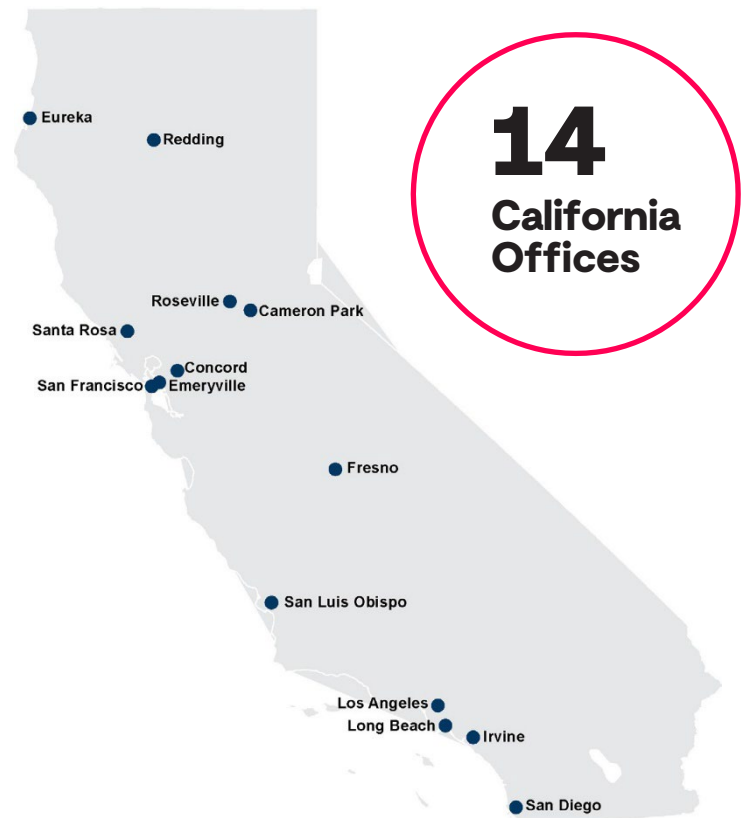 14
California
Offices
Eureka
Redding
Roseville
Cameron Park
Santa Rosa
Concord
San Francisco
Emeryville
Fresno
San Luis Obispo
Los Angeles
Long Beach
Irvine
San Diego